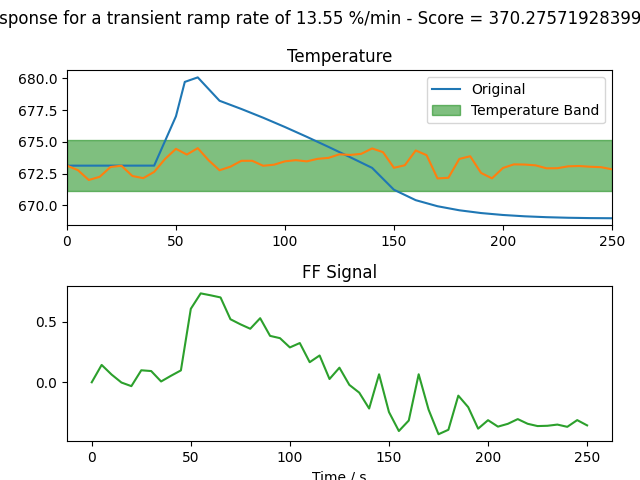 sponse for a transient ramp rate of 13.55 %/min - Score = 370.27571928399
Temperature
680.0
677.5
675.0
672.5
670.0
Original
Temperature Band
0 50 100 150 200 250
FF Signal
0.5
0.0
0 50 100 150 200 250
Time / s